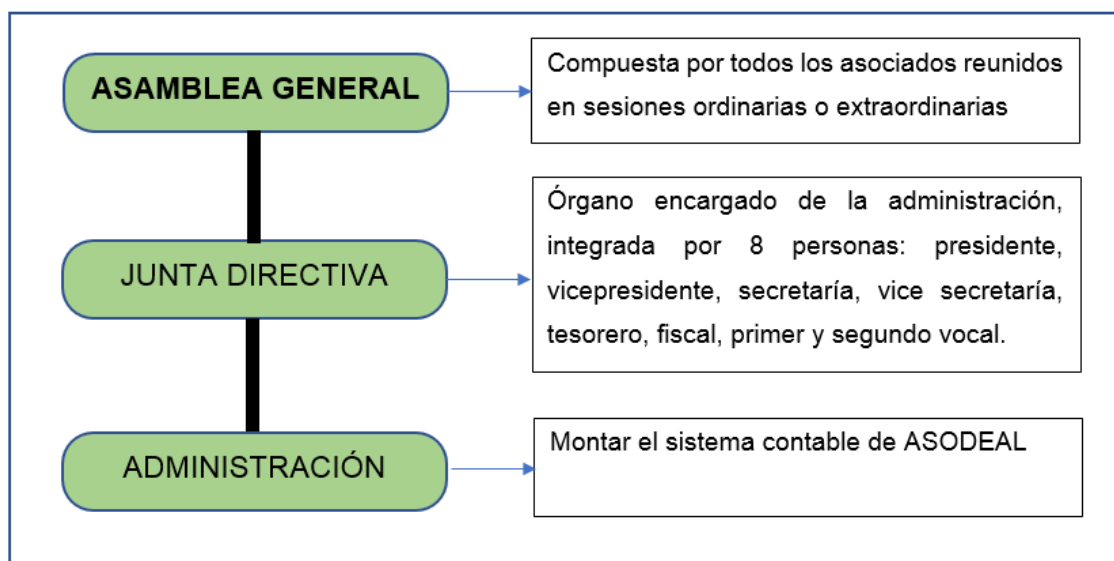 ASAMBLEA GENERAL
Compuesta por todos los asociados reunidos
en sesiones ordinarias o extraordinarias
JUNTA DIRECTIVA
Órgano encargado de la administración,
integrada por 8 personas: presidente,
vicepresidente, secretaría, vice secretaría,
tesorero, fiscal, primer y segundo vocal.
ADMINISTRACIÓN
Montar el sistema contable de ASODEAL